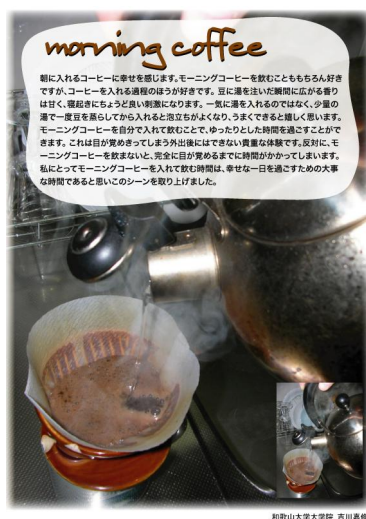 morning coffee
朝に入れるコーヒーに幸せを感じます。モーニングコーヒーを飲むことももちろん好き
ですが、コーヒーを入れる過程のほうが好きです。豆に湯を注いだ瞬間に広がる香り
は甘く、寝起きにちょうど良い刺激になります。一気に湯を入れるのではなく、少量の
湯で一度豆を蒸らしてから入れると泡立ちがよくなり、うまくできると嬉しく思います。
モーニングコーヒーを自分で入れて飲むことで、ゆったりとした時間を過ごすことがで
きます。これは目が覚めきってしまう外出後にはできない貴重な体験です。反対に、モ
ーニングコーヒーを飲まないと、完全に目が覚めるまでに時間がかかってしまいます。
私にとってモーニングコーヒーを入れて飲む時間は、幸せな一日を過ごすための大事
な時間であると思いこのシーンを取り上げました。
和歌山大学大学院 吉川真修